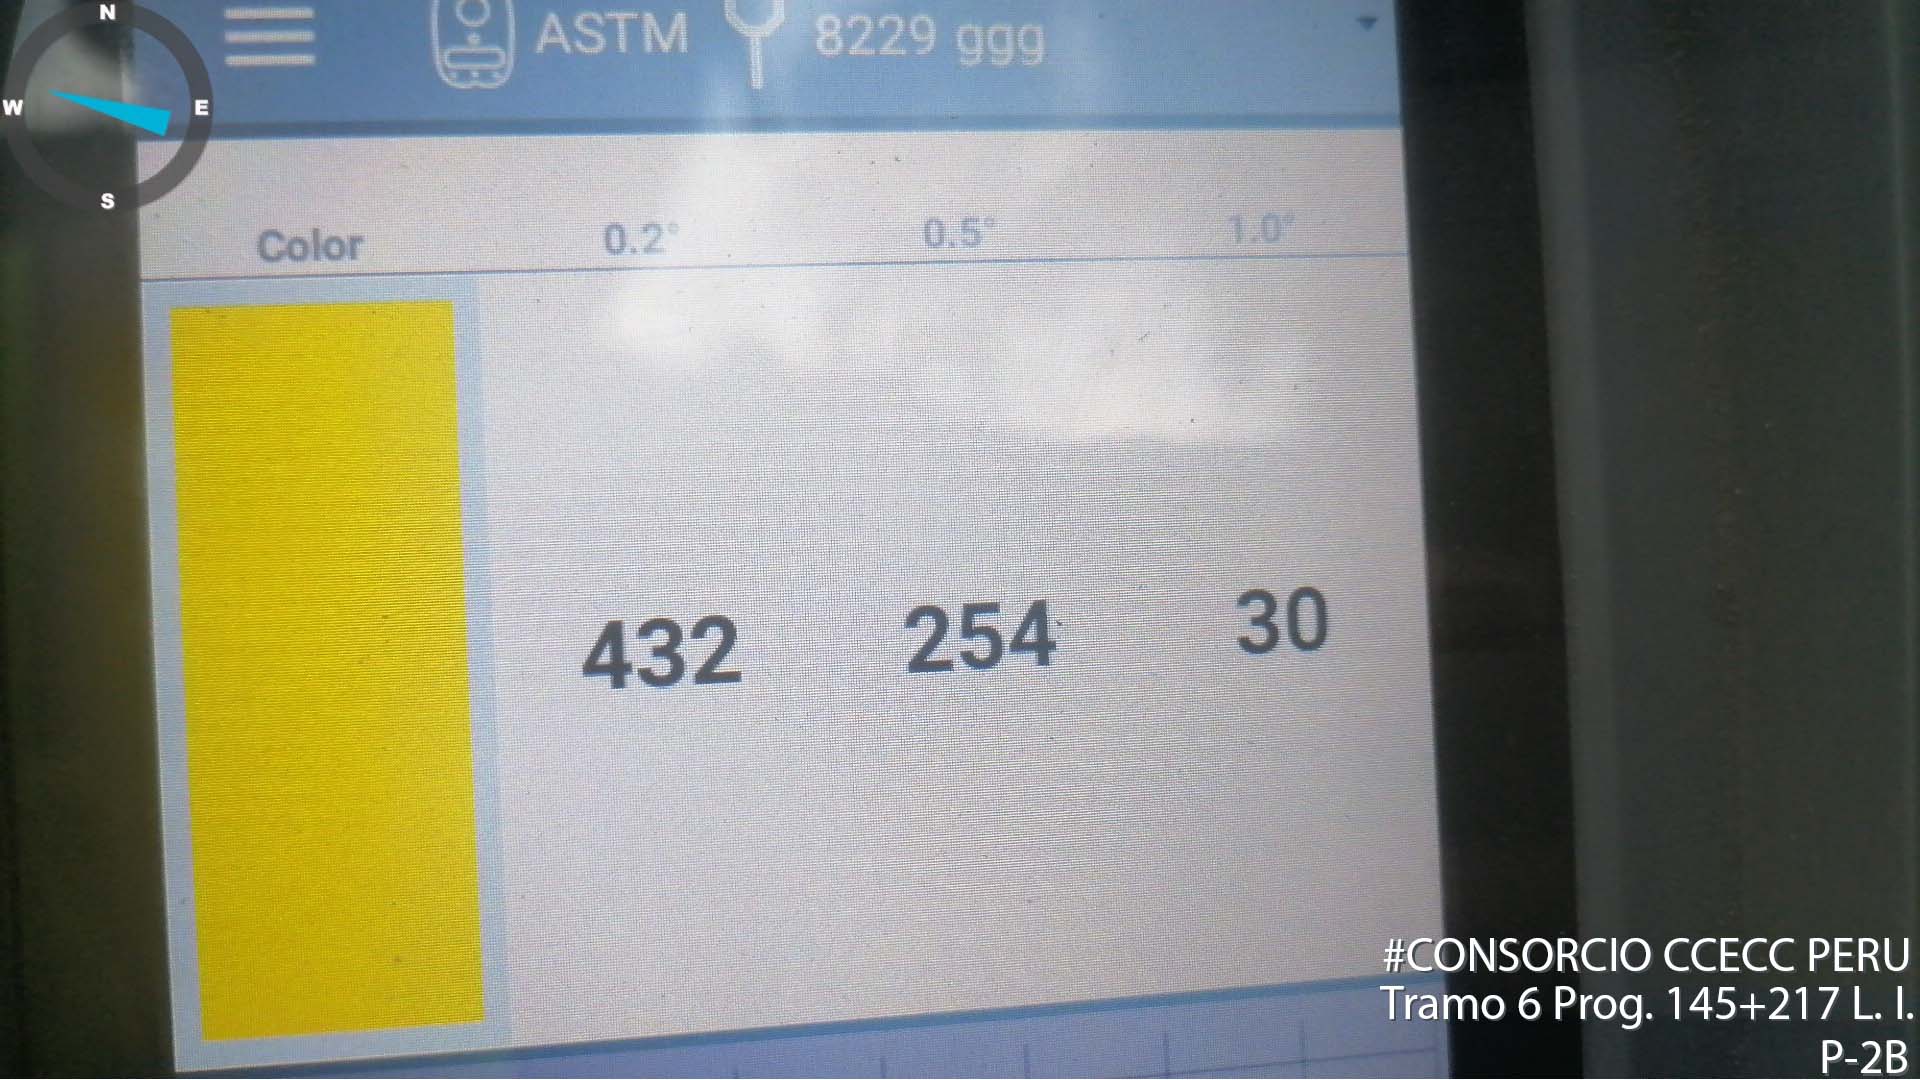 N
W E
S
ASTM 8229 ggg
Color 0.2° 0.5° 1.0°
432 254 30
#CONSORCIO CCECC PERU
Tramo 6 Prog. 145+217 L. I.
P-2B